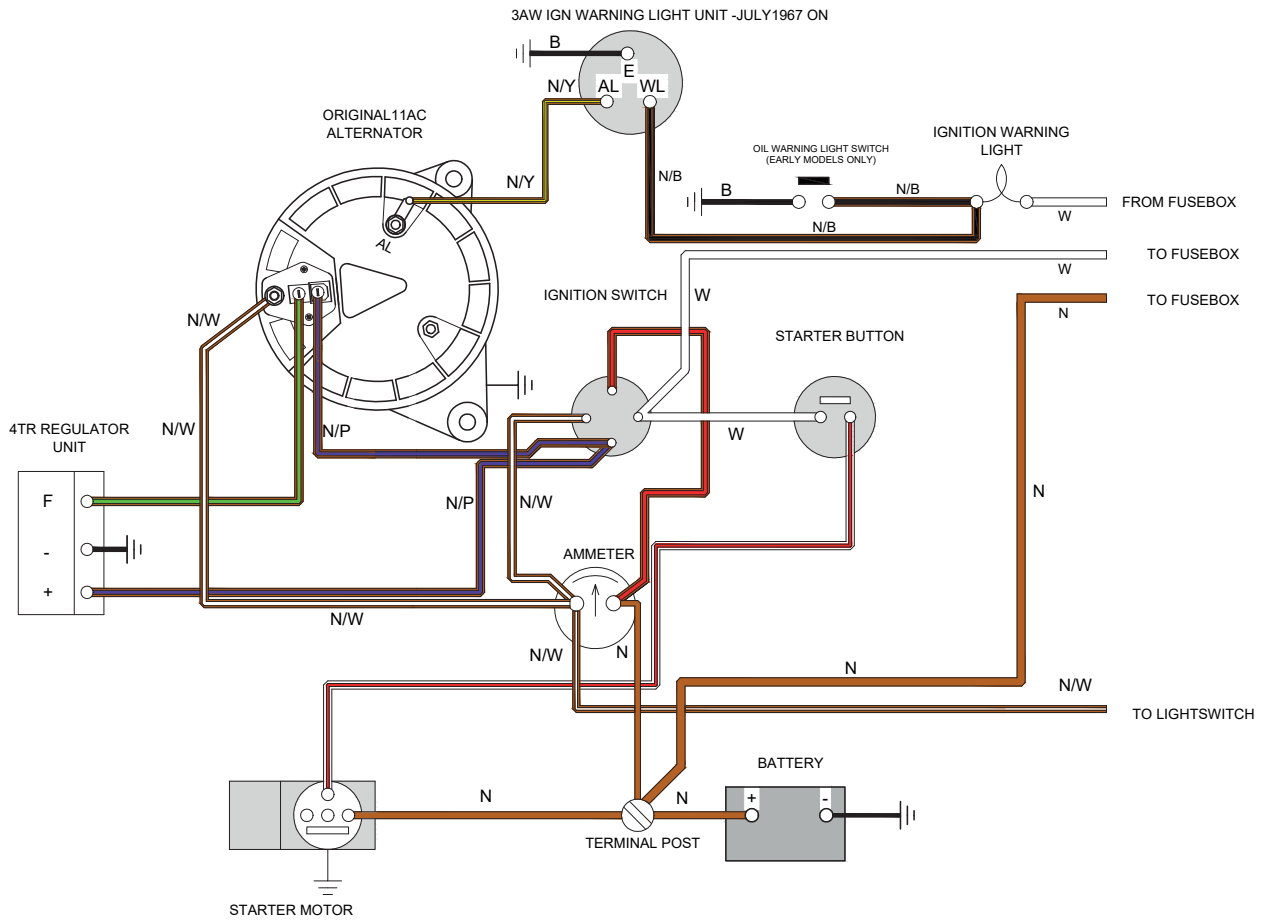 3AW IGN WARNING LIGHT UNIT -JULY1967 ON
B
E
N/Y
AL
WL
ORIGINAL11AC
ALTERNATOR
IGNITION WARNING
LIGHT
OIL WARNING LIGHT SWITCH
(EARLY MODELS ONLY)
N/Y
N/B
B
N/B
FROM FUSEBOX
W
N/B
AL
TO FUSEBOX
W
IGNITION SWITCH
W
TO FUSEBOX
N
N/W
STARTER BUTTON
4TR REGULATOR
UNIT
N/W
N/P
W
F
N/P
N/W
N
-
AMMETER
+
N/W
N/W
N
N
N/W
TO LIGHTSWITCH
BATTERY
N
N
+
-
TERMINAL POST
STARTER MOTOR